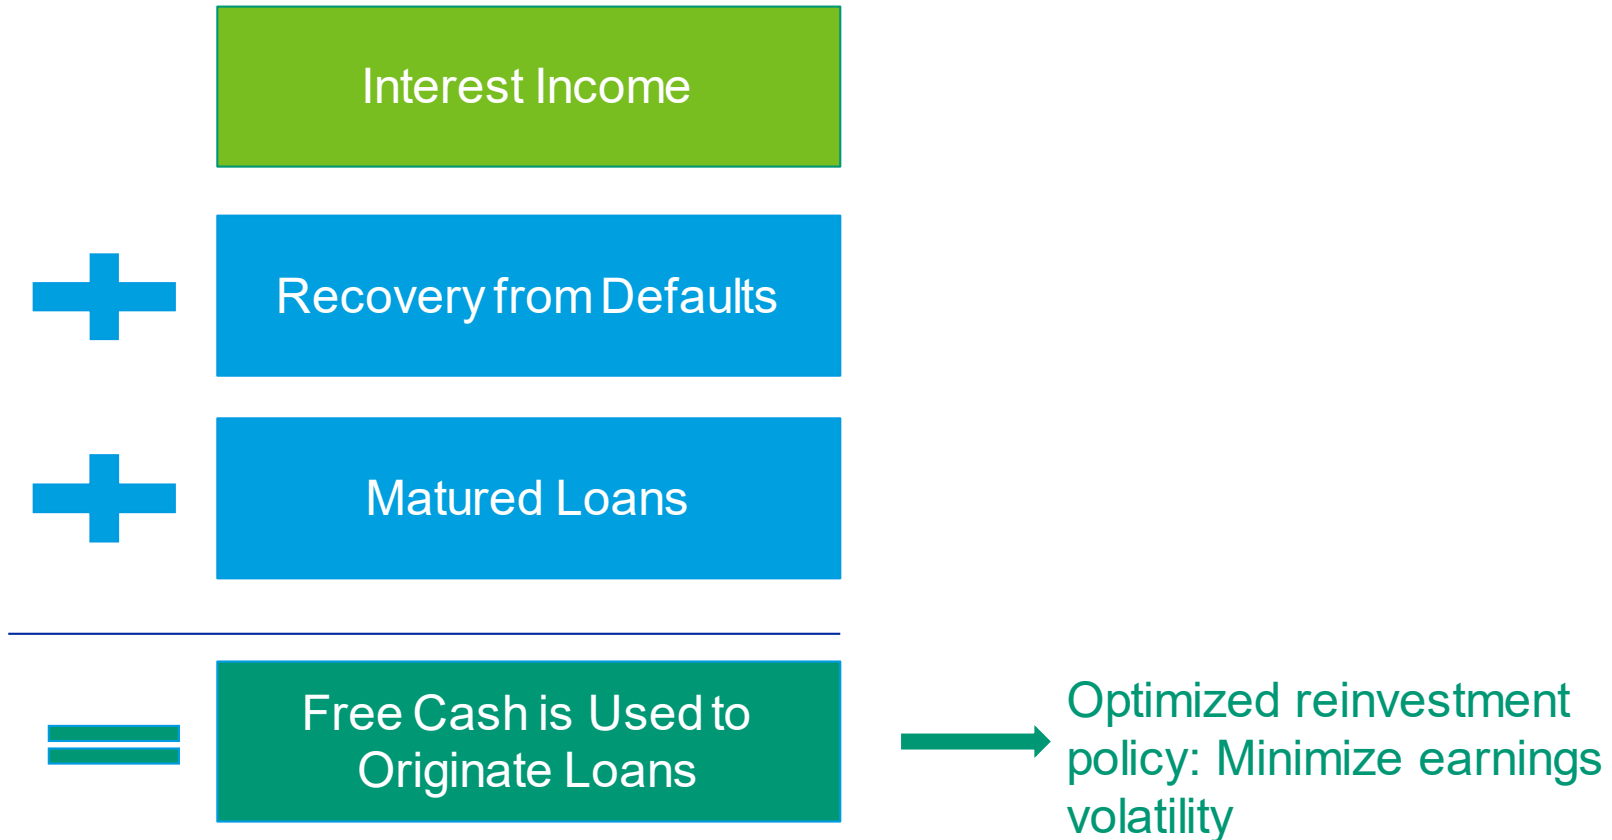 Interest Income
Recovery from Defaults
Matured Loans
Free Cash is Used to
Originate Loans
Optimized reinvestment
policy: Minimize earnings
volatility